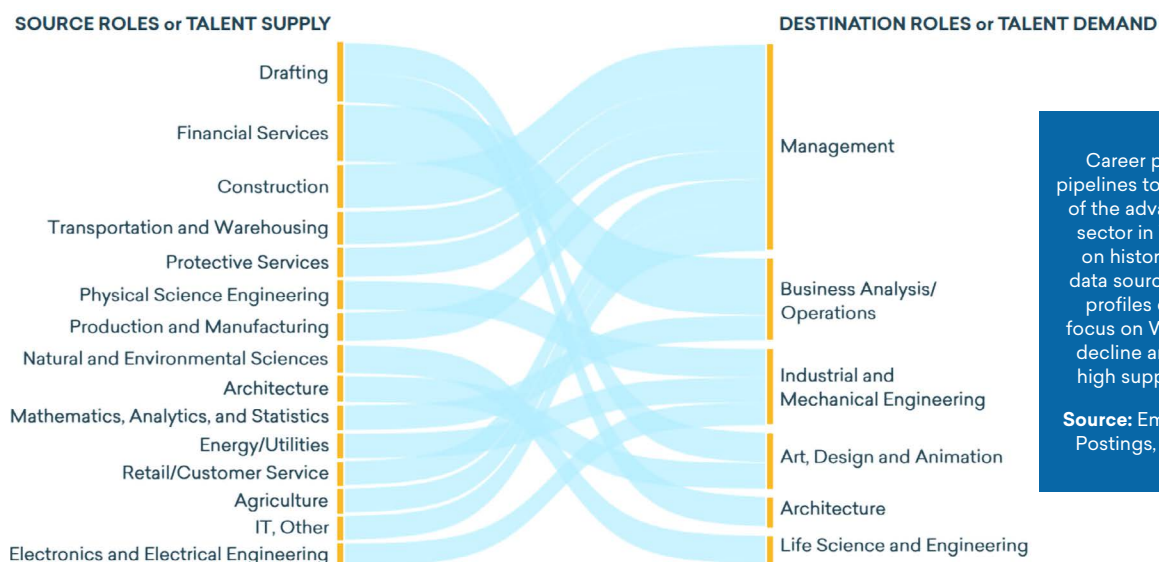 SOURCE ROLES or TALENT SUPPLY
Drafting
Financial Services
Construction
Transportation and Warehousing
Protective Services
Physical Science Engineering
Production and Manufacturing
Natural and Environmental Sciences
Architecture
Mathematics, Analytics, and Statistics
Energy/Utilities
Retail/Customer Service
Agriculture
IT, Other
Electronics and Electrical Engineering
DESTINATION ROLES or TALENT DEMAND
Management
Business Analysis/
Operations
Industrial and
Mechanical Engineering
Art, Design and Animation
Architecture
Life Science and Engineering
Career p
pipelines to
of the adva
sector in
on histor
data sourc
profiles
focus on
decline
high supp
Source: Em
Postings,